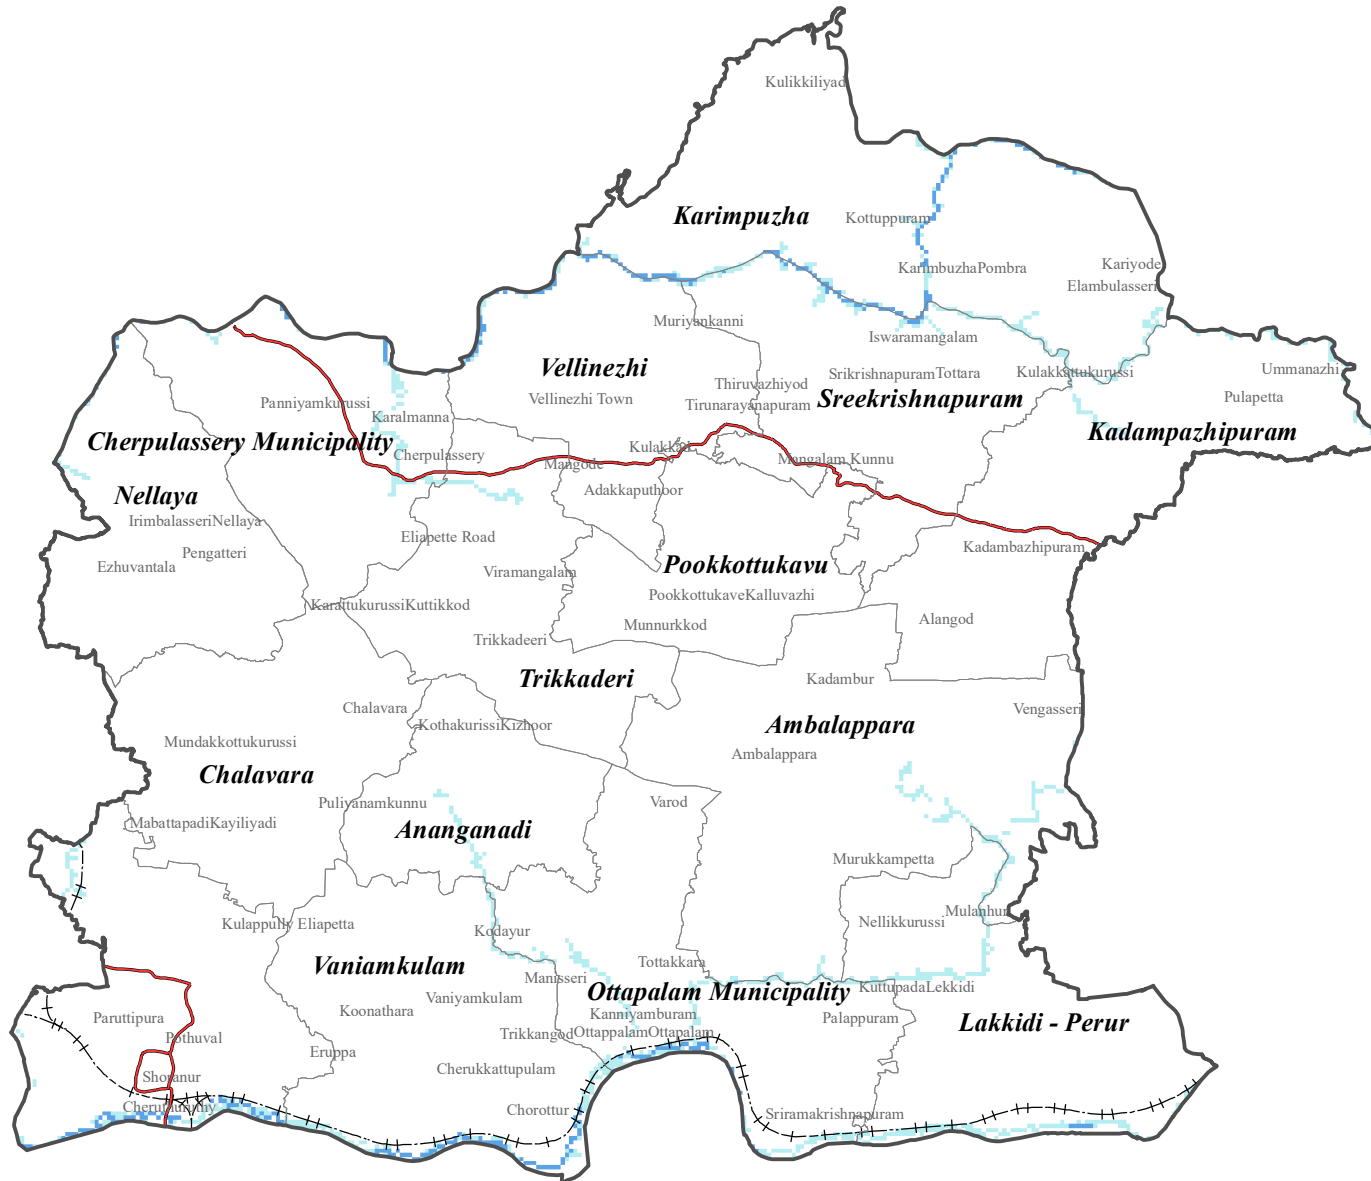 Kulikkiliyad
Karimpuzha
Kottuppuram
KarimbuzhaPombra
Kariyode
Elambulasseri
Muriyankanni
Iswaramangalam
Vellinezhi
Thiruvazhiyod
SrikrishnapuramTottara
Kulakkattukurussi
Ummanazhi
Vellinezhi Town
Tirunarayanapuram
Sreekrishnapuram
Pulapetta
Panniyamkurussi
Karalmanna
Cherpulassery Municipality
Kadampazhipuram
Cherpulassery
Mangode
Kulakkad
Mangalam Kunnu
Nellaya
Adakkaputhoor
IrimbalasseriNellaya
Eliapette Road
Kadambazhipuram
Pengatteri
Ezhuvantala
Viramangalam
Pookkottukavu
KarattukurussiKuttikkod
PookkottukaveKalluvazhi
Munnurkkod
Alangod
Trikkadeeri
Trikkaderi
Kadambur
Chalavara
KothakurissiKizhoor
Ambalappara
Vengasseri
Mundakkottukurussi
Ambalappara
Chalavara
Puliyanamkunnu
Varod
MabattapadiKayiliyadi
Ananganadi
Murukkampetta
Kulappully
Eliapetta
Kodayur
Nellikkurussi
Mulanhur
Vaniamkulam
Tottakkara
Manisseri
Ottapalam Municipality
KuttupadaLekkidi
Vaniyamkulam
Koonathara
Kanniyamburam
Palappuram
Lakkidi - Perur
Paruttipura
Pothuval
Trikkangod
OttappalamOttapalam
Eruppa
Shoranur
Cherukkattupulam
Cheruthuruthy
Chorottur
Sriramakrishnapuram